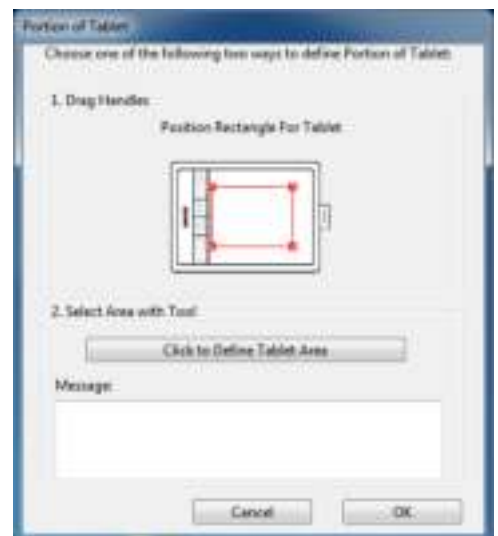 Portion of Tablet
Choose one of the following two ways to define Portion of Tablet:
1. Drag Handles
Position Rectangle For Tablet
2. Select Area with Tool
Click to Define Tablet Area
Message:
Cancel
OK